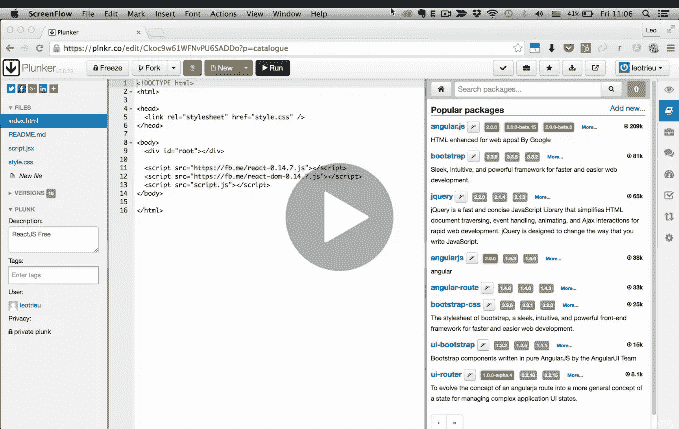 ScreenFlow File Edit Mark Insert Font Actions View Window Help 41% Fri 11:06
Plunker
Leo
https://plnkr.co/edit/Ckoc9w61WFNvPU6SADDo?p=catalogue
Plunker Freeze Fork New Run leotrieu
FILES
index.html
README.md
script.jsx
style.css
New file
VERSIONS
PLUNK
Description:
ReactJS Free
Tags:
Enter tags
User:
leotrieu
Privacy:
private plunk
1 <!DOCTYPE html>
2 <html>
3
4 <head>
5 <link rel="stylesheet" href="style.css" />
6 </head>
7
8 <body>
9 <div id="root"></div>
10
11 <script src="https://fb.me/react-0.14.7.js"></script>
12 <script src="https://fb.me/react-dom-0.14.7.js"></script>
13 <script src="script.js"></script>
14 </body>
15
16 </html>
Search packages... 0
Popular packages Add new...
angular.js More... 209k
HTML enhanced for web apps! By Google
bootstrap More... 81k
Sleek, intuitive, and powerful framework for faster and easier web
development.
jquery More... 65k
jQuery is a fast and concise JavaScript Library that simplifies HTML
document traversing, event handling, animating, and Ajax interactions for
rapid web development. jQuery is designed to change the way that you
write JavaScript.
angularjs More... 38k
angular
angular-route More... 33k
bootstrap-css More... 25k
The stylesheet of bootstrap, a sleek, intuitive, and powerful front-end
framework for faster and easier web development.
ui-bootstrap More... 15k
Bootstrap components written in pure AngularJS by the AngularUI Team
ui-router More... 8.1k
To evolve the concept of an angularjs route into a more general concept of
a state for managing complex application UI states.
‹ »